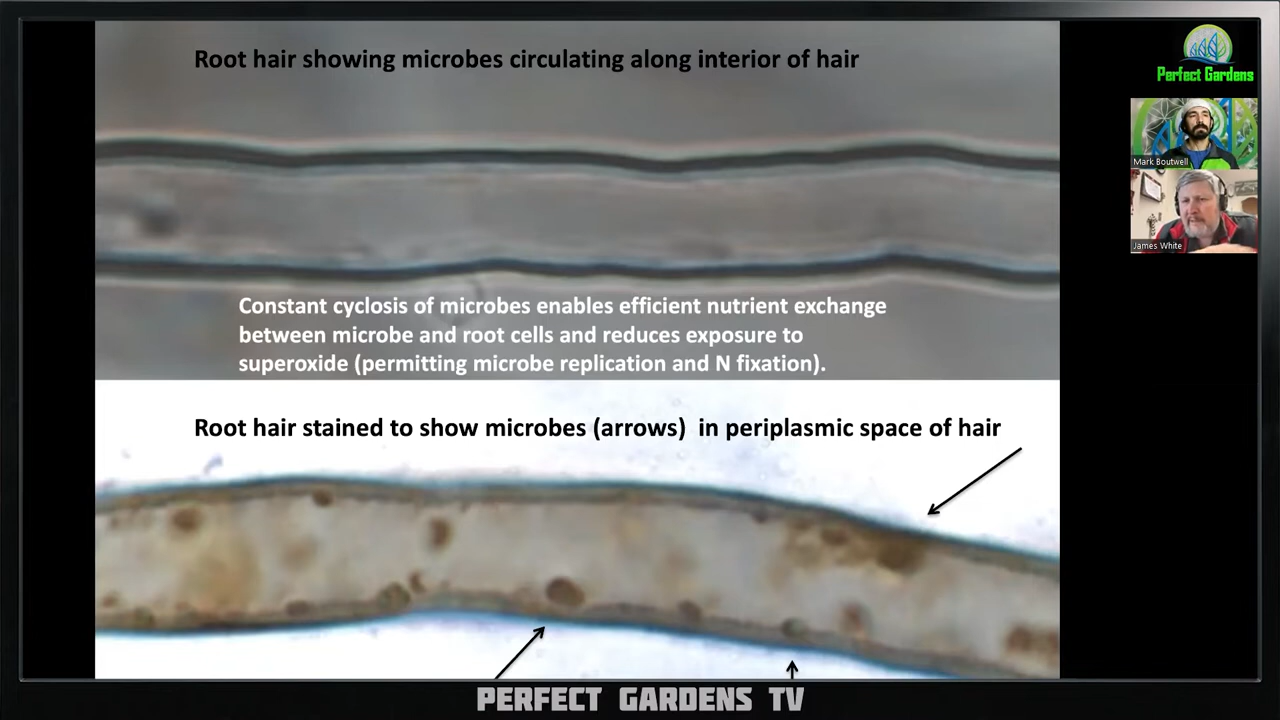 Root hair showing microbes circulating along interior of hair
Perfect Gardens
Mark Boutwell
James White
Constant cyclosis of microbes enables efficient nutrient exchange
between microbe and root cells and reduces exposure to
superoxide (permitting microbe replication and N fixation).
Root hair stained to show microbes (arrows)  in periplasmic space of hair
PERFECT GARDENS TV